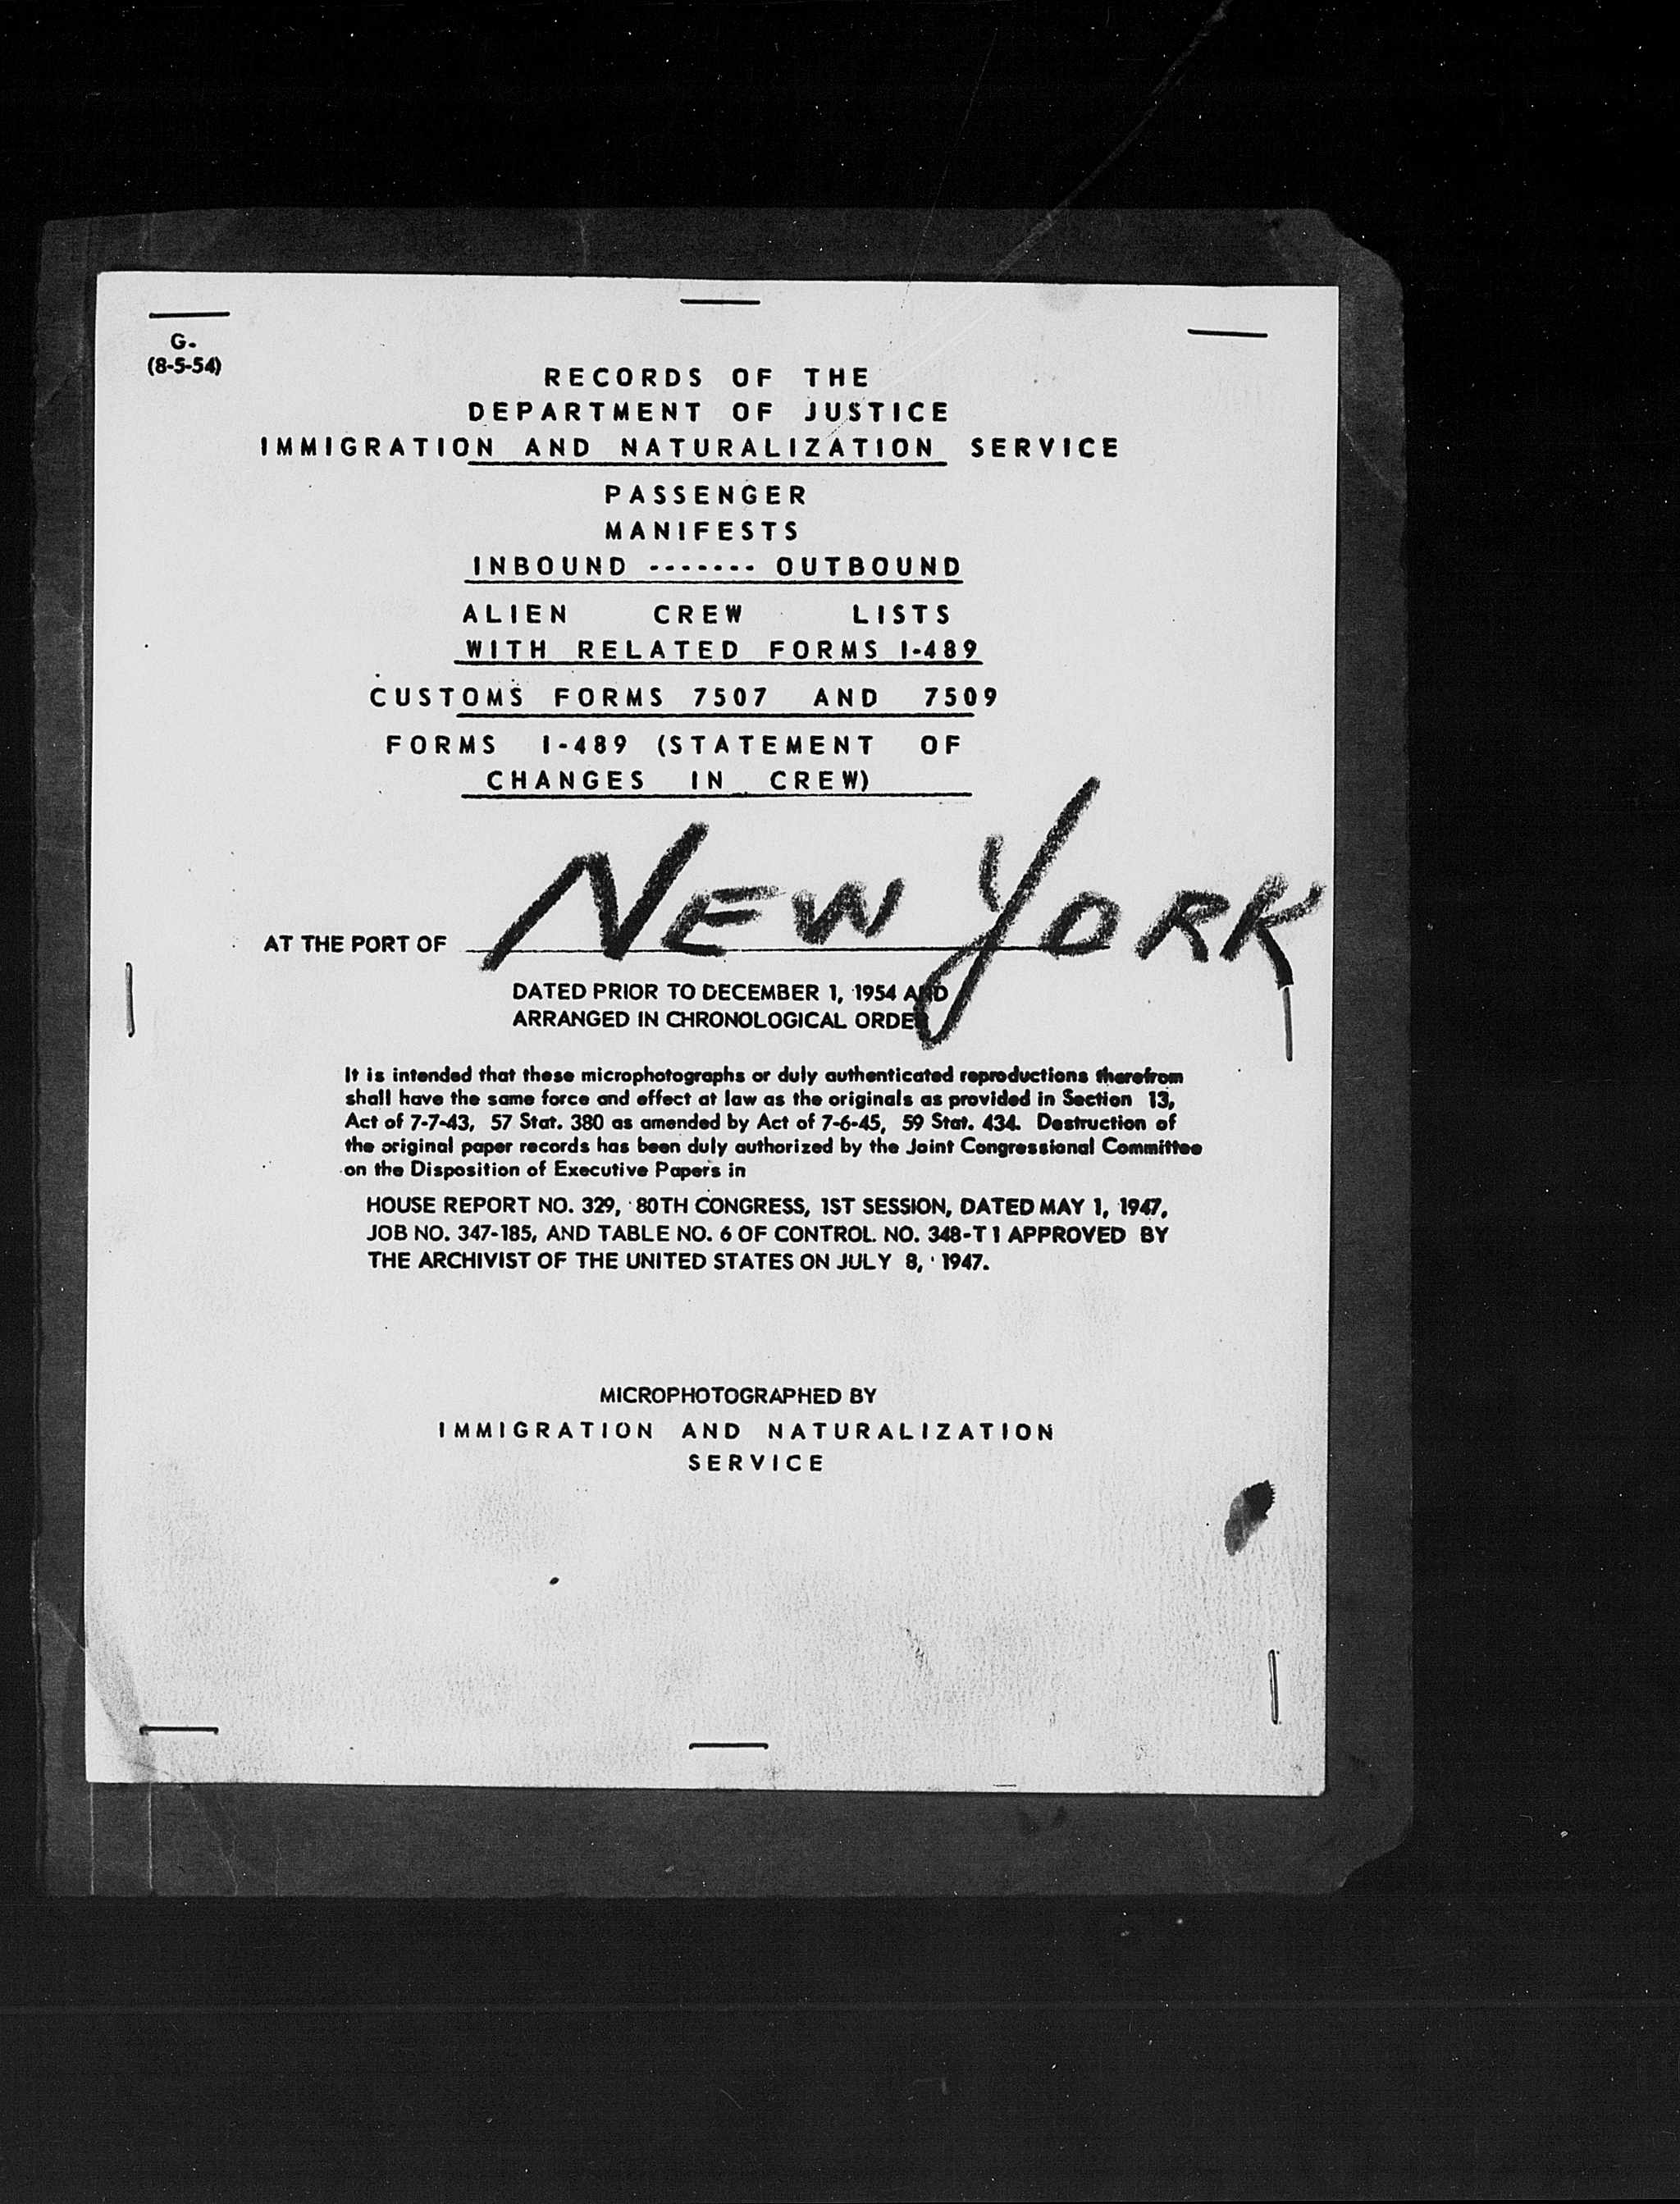 G-
(8-5-54)
RECORDS OF THE
DEPARTMENT OF JUSTICE
IMMIGRATION AND NATURALIZATION SERVICE
PASSENGER
MANIFESTS
INBOUND ------- OUTBOUND
ALIEN CREW LISTS
WITH RELATED FORMS I-489
CUSTOMS FORMS 7507 AND 7509
FORMS I-489 (STATEMENT OF
CHANGES IN CREW)
AT THE PORT OF NEW YORK
DATED PRIOR TO DECEMBER 1, 1954 AND
ARRANGED IN CHRONOLOGICAL ORDER
It is intended that these microphotographs or duly authenticated reproductions therefrom
shall have the same force and effect at law as the originals as provided in Section 13,
Act of 7-7-43, 57 Stat. 380 as amended by Act of 7-6-45, 59 Stat. 434. Destruction of
the original paper records has been duly authorized by the Joint Congressional Committee
on the Disposition of Executive Papers in
HOUSE REPORT NO. 329, 80TH CONGRESS, 1ST SESSION, DATED MAY 1, 1947,
JOB NO. 347-185, AND TABLE NO. 6 OF CONTROL NO. 348-T1 APPROVED BY
THE ARCHIVIST OF THE UNITED STATES ON JULY 8, 1947.
MICROPHOTOGRAPHED BY
IMMIGRATION AND NATURALIZATION
SERVICE